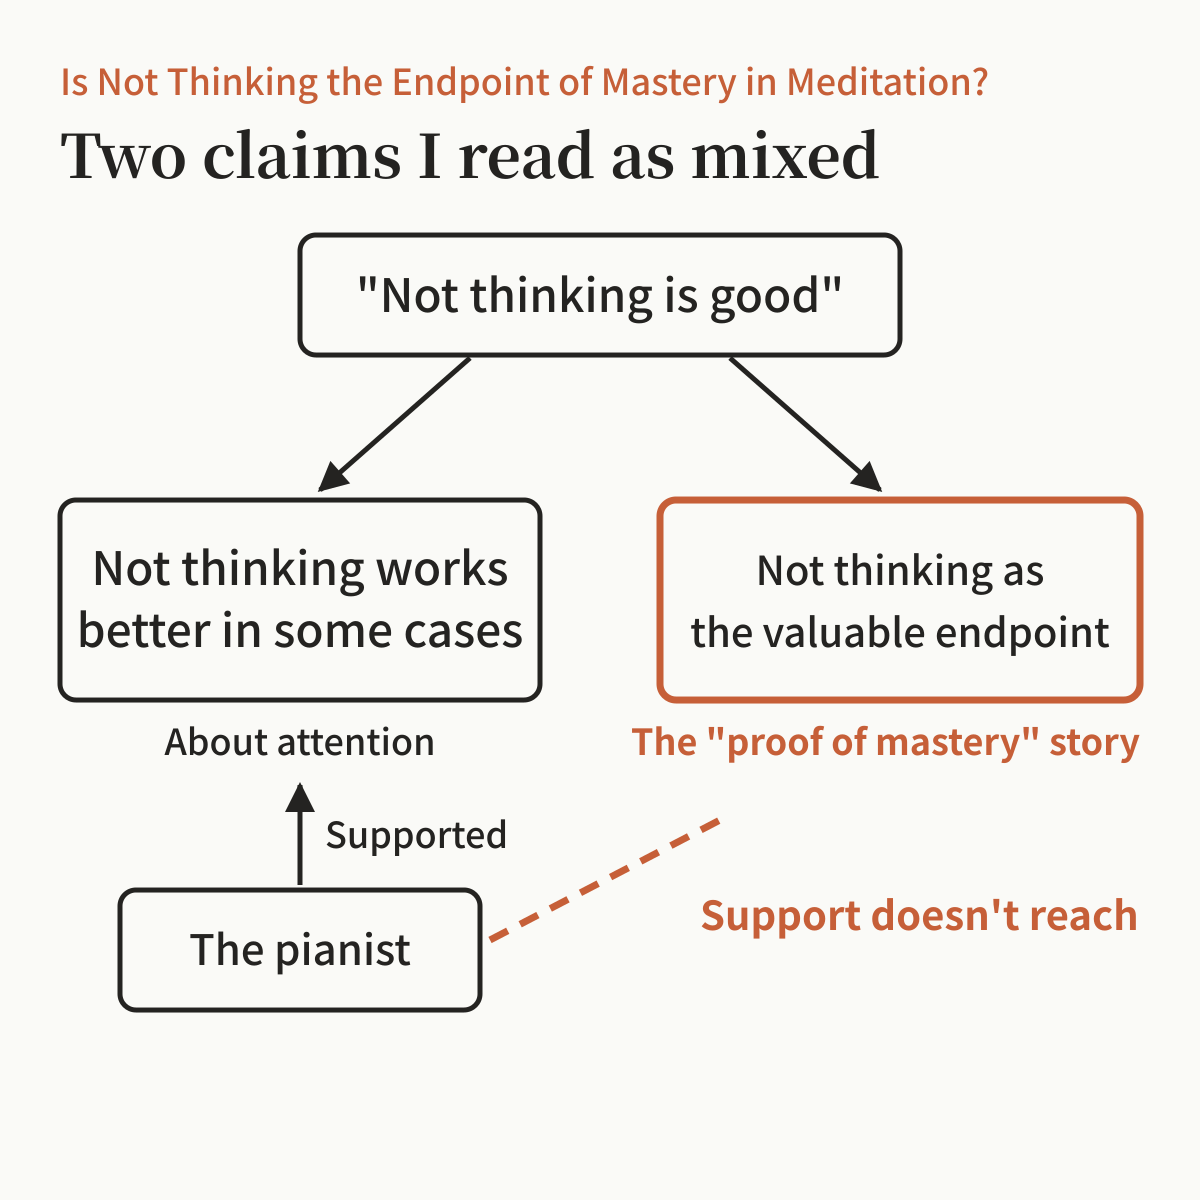 Is Not Thinking the Endpoint of Mastery in Meditation?
Two claims I read as mixed
"Not thinking is good"
Not thinking works
better in some cases
Not thinking as
the valuable endpoint
About attention
The "proof of mastery" story
Supported
Support doesn't reach
The pianist